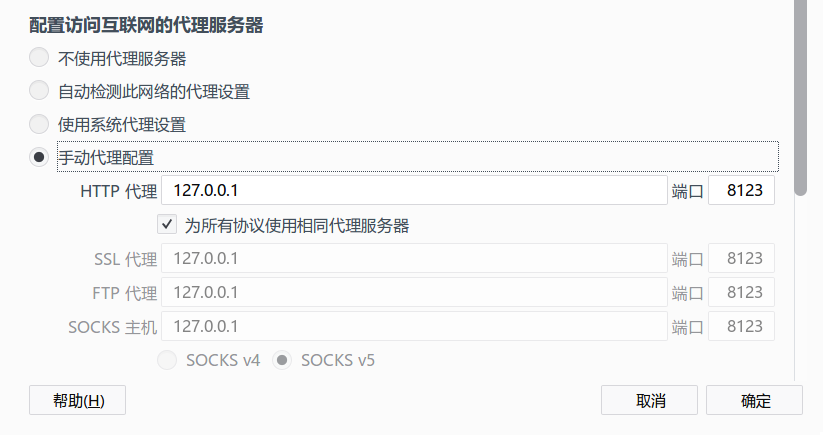 配置访问互联网的代理服务器
不使用代理服务器
自动检测此网络的代理设置
使用系统代理设置
手动代理配置
HTTP 代理 127.0.0.1 端口 8123
为所有协议使用相同代理服务器
SSL 代理 127.0.0.1 端口 8123
FTP 代理 127.0.0.1 端口 8123
SOCKS 主机 127.0.0.1 端口 8123
SOCKS v4 SOCKS v5
帮助(H) 取消 确定